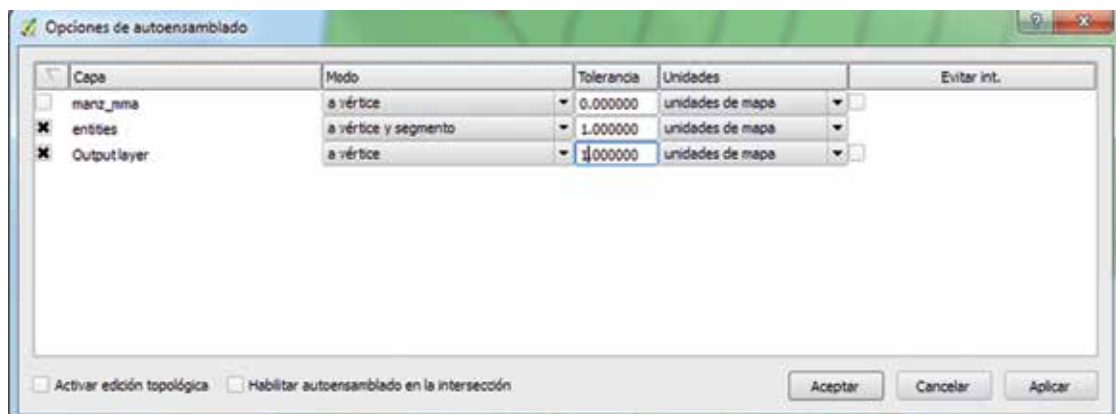 Opciones de autoensamblado
Capa Modo Tolerancia Unidades Evitar int.
manz_mma a vértice 0.000000 unidades de mapa
entities a vértice y segmento 1.000000 unidades de mapa
Output layer a vértice 1.000000 unidades de mapa
Activar edición topológica Habilitar autoensamblado en la intersección Aceptar Cancelar Aplicar